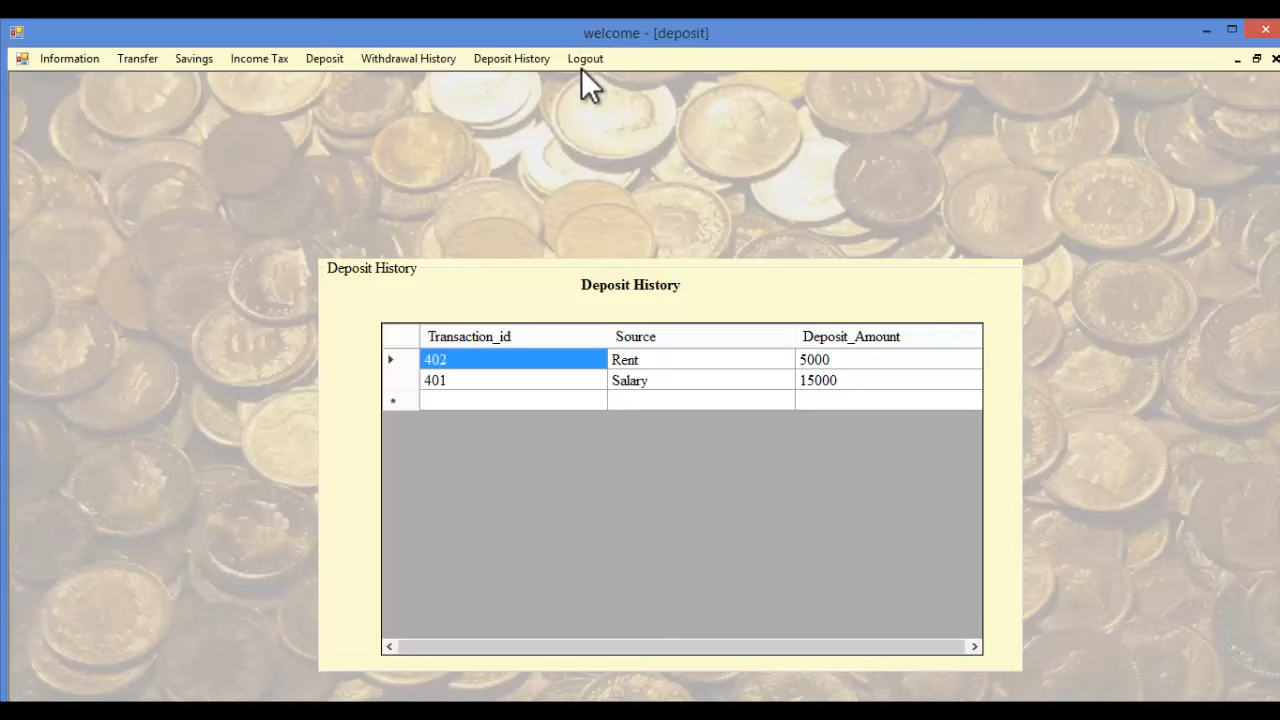 welcome - [deposit]
Information Transfer Savings Income Tax Deposit Withdrawal History Deposit History Logout
Deposit History
Deposit History
Transaction_id Source Deposit_Amount
402 Rent 5000
401 Salary 15000